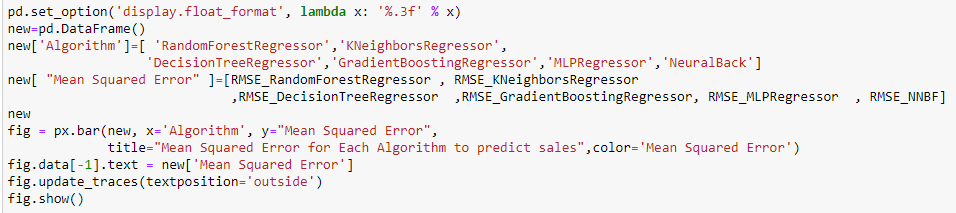 pd.set_option('display.float_format', lambda x: '%.3f' % x)
new=pd.DataFrame()
new['Algorithm']=[ 'RandomForestRegressor','KNeighborsRegressor',
'DecisionTreeRegressor','GradientBoostingRegressor','MLPRegressor','NeuralBack']
new[ "Mean Squared Error" ]=[RMSE_RandomForestRegressor , RMSE_KNeighborsRegressor
,RMSE_DecisionTreeRegressor  ,RMSE_GradientBoostingRegressor, RMSE_MLPRegressor  , RMSE_NNBF]
new
fig = px.bar(new, x='Algorithm', y="Mean Squared Error",
title="Mean Squared Error for Each Algorithm to predict sales",color='Mean Squared Error')
fig.data[-1].text = new['Mean Squared Error']
fig.update_traces(textposition='outside')
fig.show()